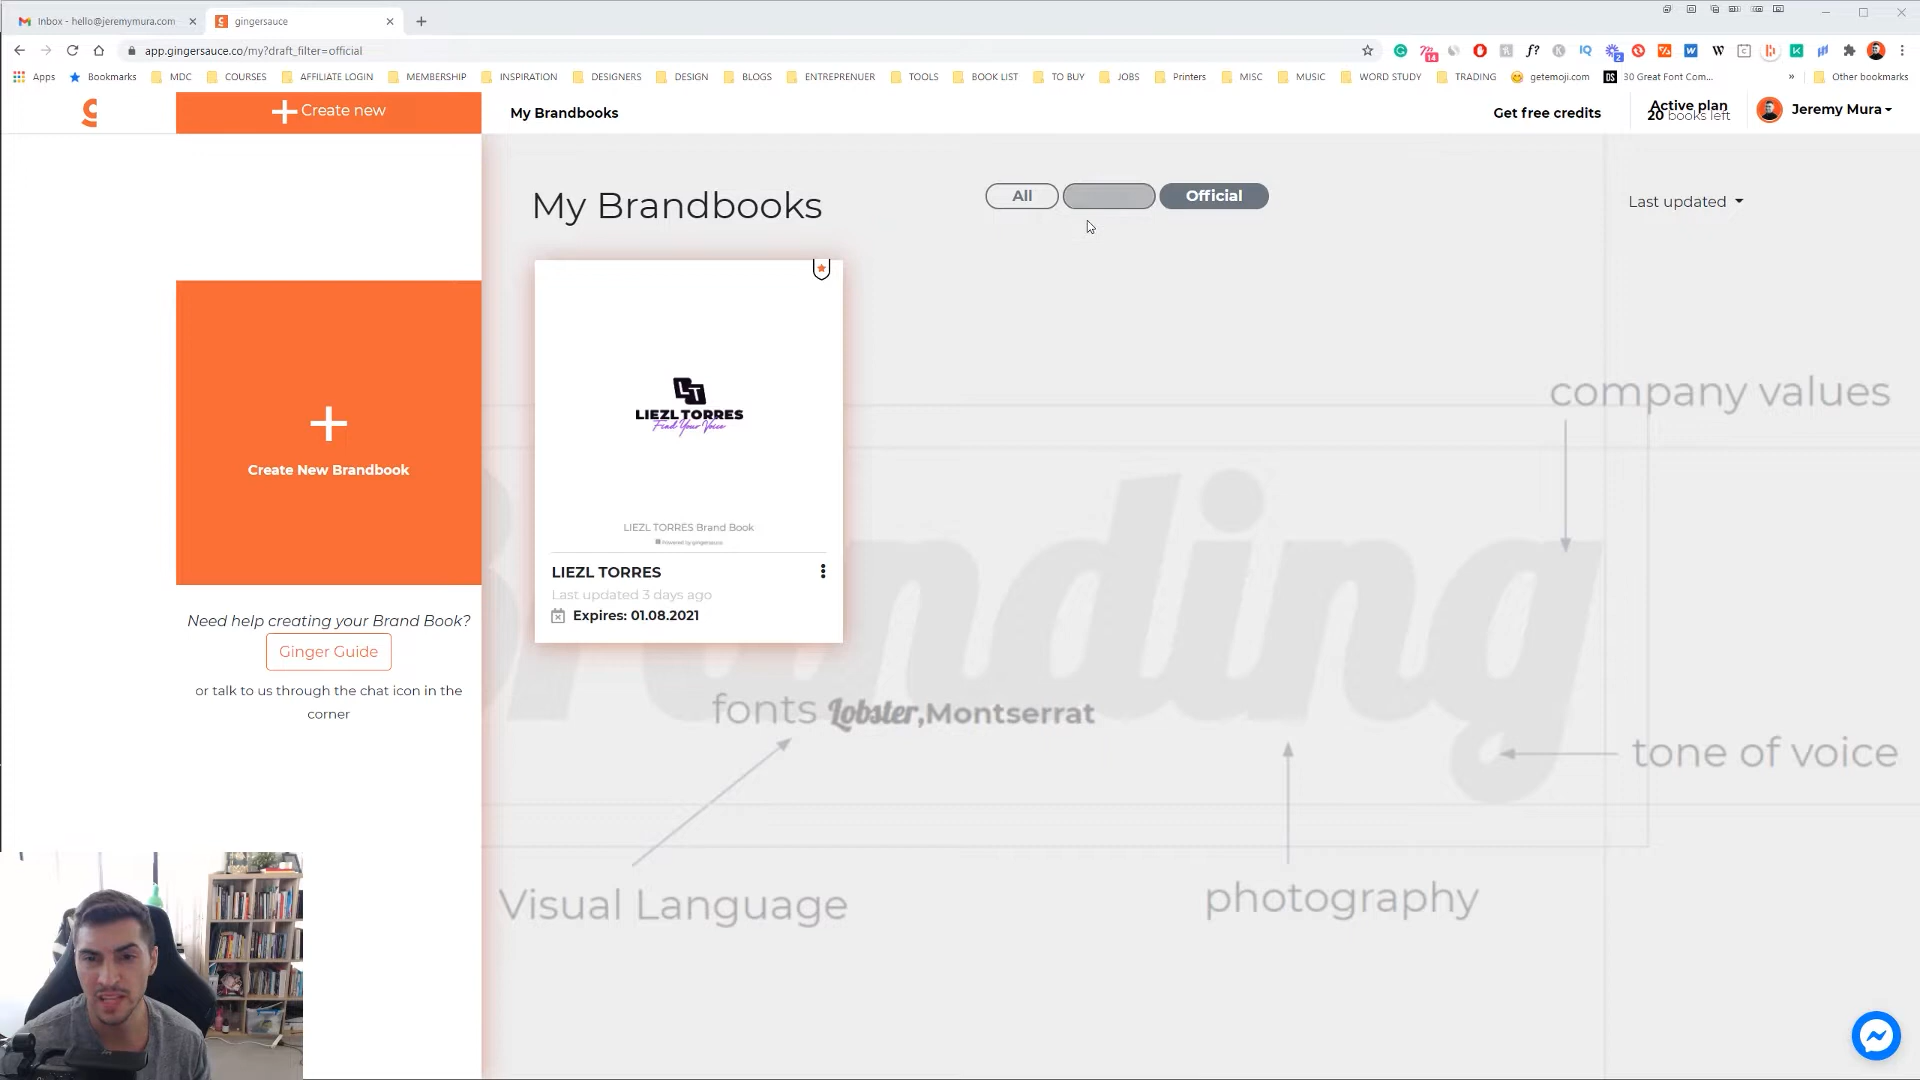 Inbox - hello@jeremymura.com
gingersauce
app.gingersauce.co/my?draft_filter=official
Apps
Bookmarks
MDC
COURSES
AFFILIATE LOGIN
MEMBERSHIP
INSPIRATION
DESIGNERS
DESIGN
BLOGS
ENTREPRENUER
TOOLS
BOOK LIST
TO BUY
JOBS
Printers
MISC
MUSIC
WORD STUDY
TRADING
getemoji.com
30 Great Font Com...
Other bookmarks
Create new
My Brandbooks
Get free credits
Active plan
20 books left
Jeremy Mura
My Brandbooks
All
Official
Last updated
Create New Brandbook
Need help creating your Brand Book?
Ginger Guide
or talk to us through the chat icon in the
corner
LT
LIEZL TORRES
Find Your Voice
LIEZL TORRES Brand Book
Powered by gingersauce
LIEZL TORRES
Last updated 3 days ago
Expires: 01.08.2021
Branding
company values
fonts Lobster,Montserrat
tone of voice
Visual Language
photography